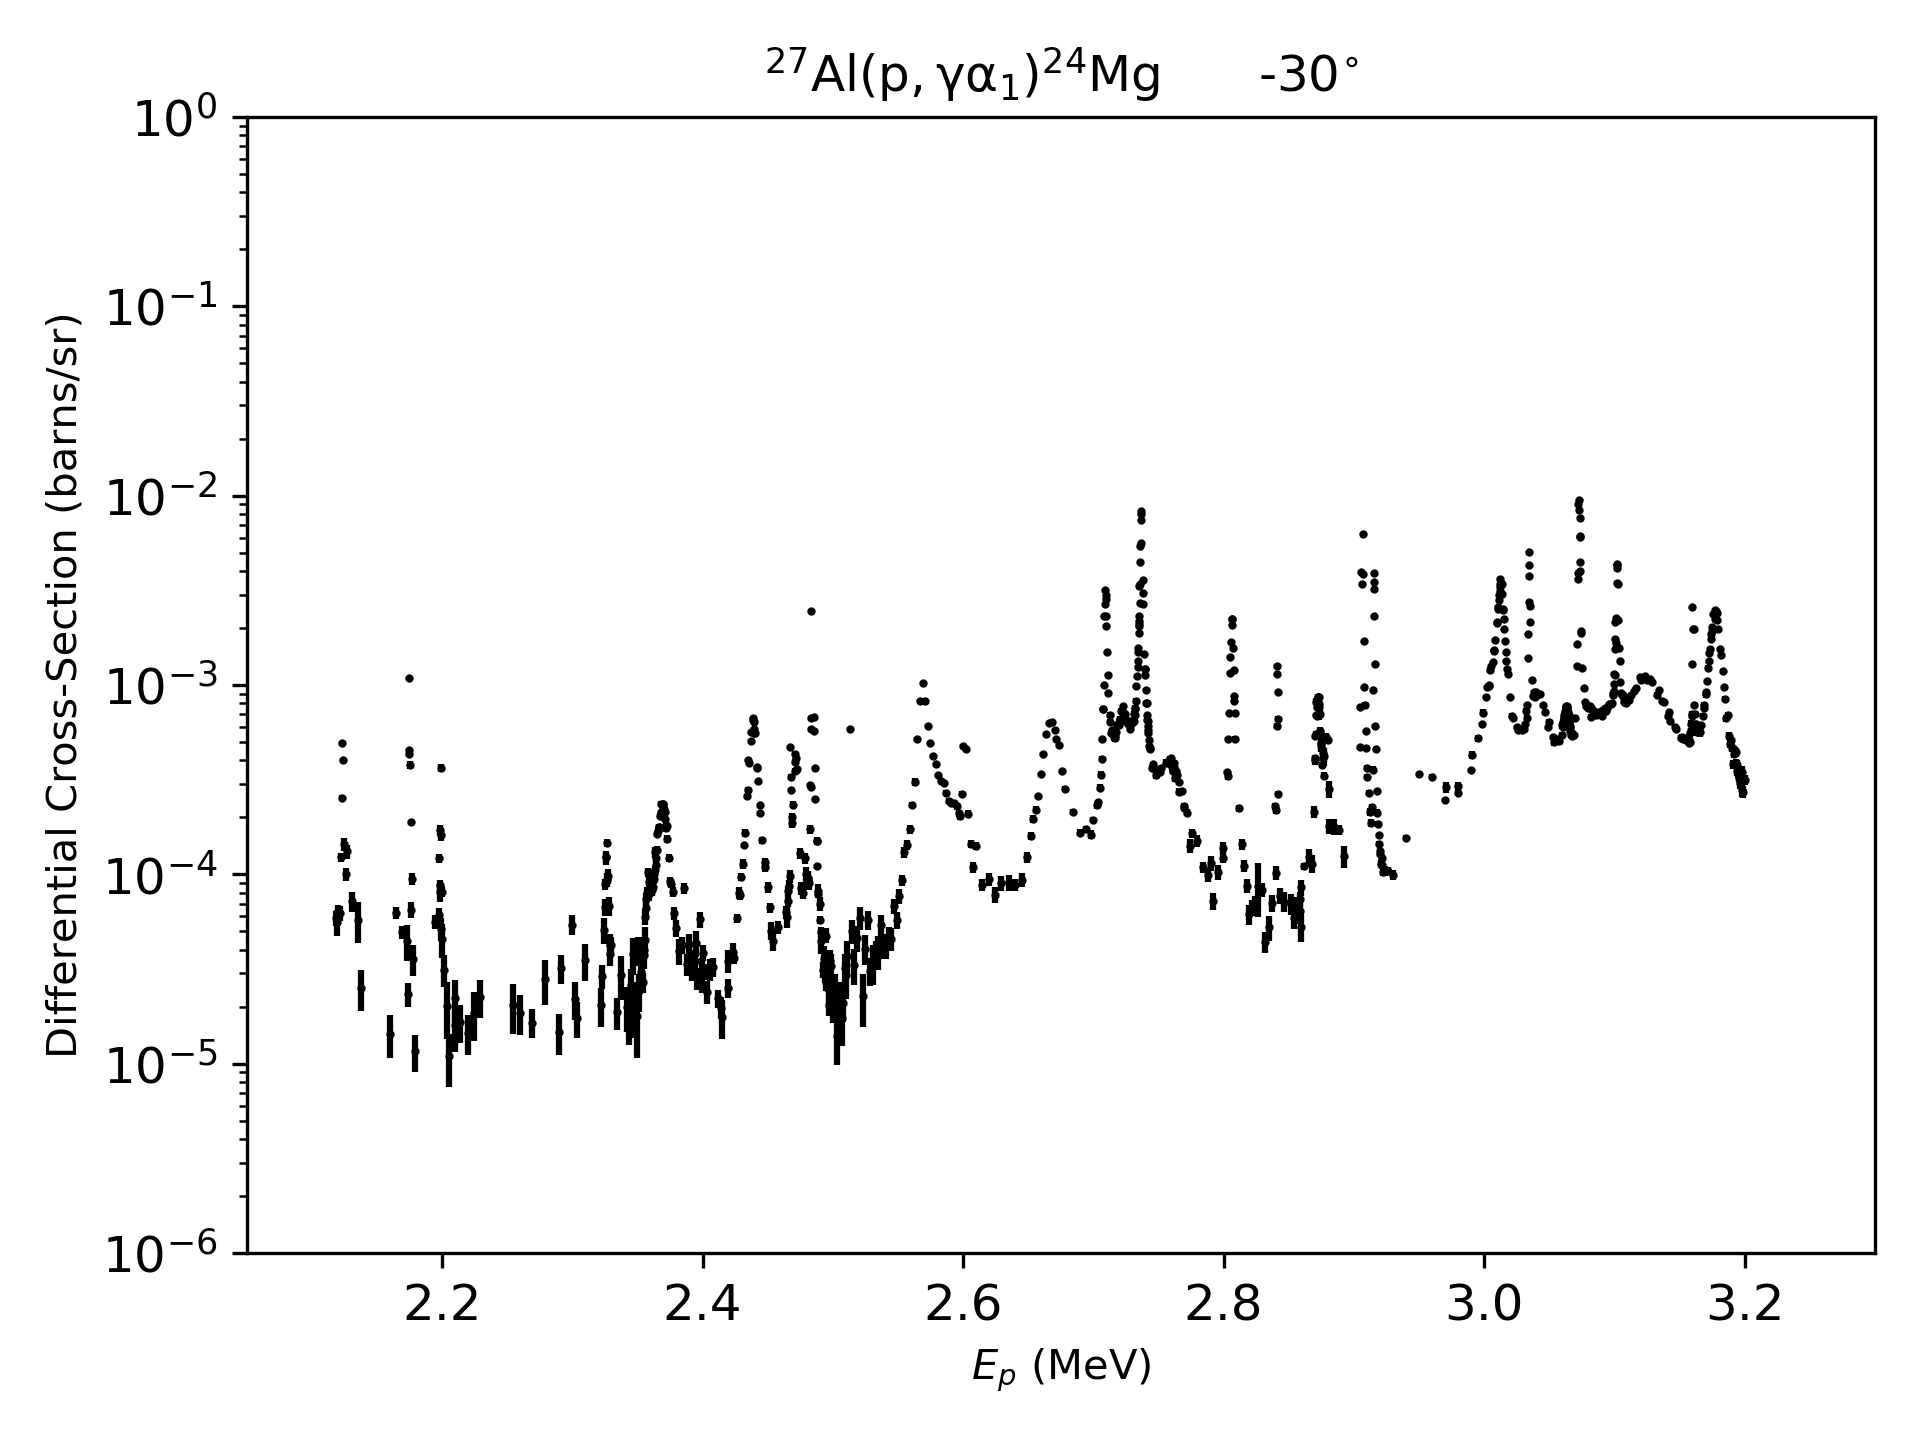 ²⁷Al(p, γα₁)²⁴Mg -30°
10⁰
10⁻¹
10⁻²
10⁻³
10⁻⁴
10⁻⁵
10⁻⁶
Differential Cross-Section (barns/sr)
2.2 2.4 2.6 2.8 3.0 3.2
Eₚ (MeV)